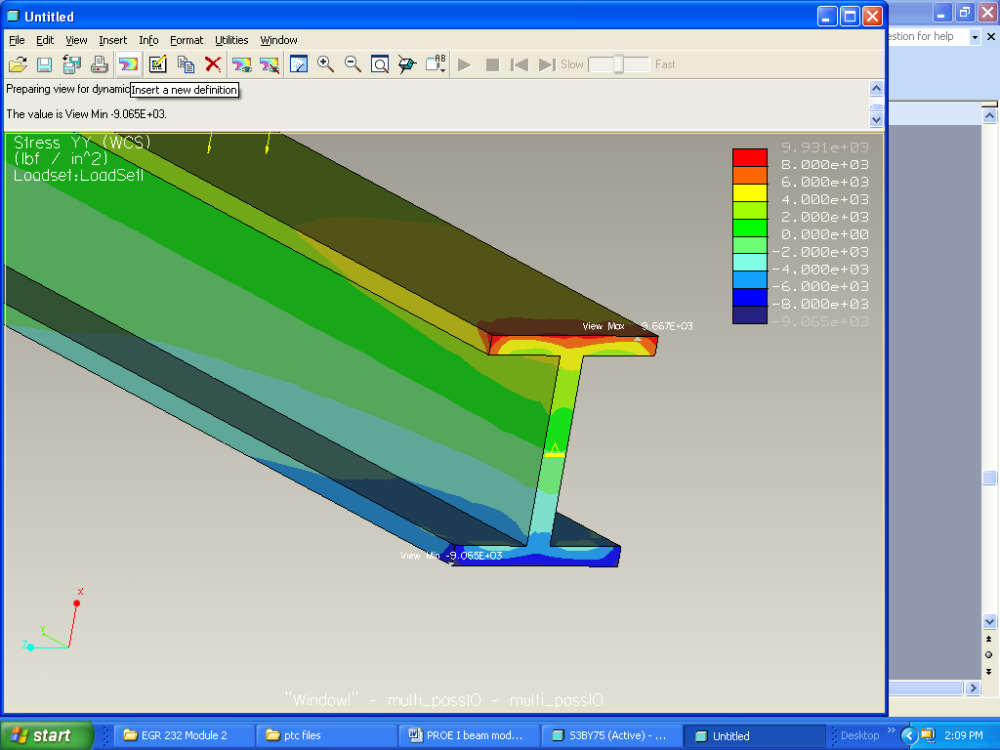 Untitled
File Edit View Insert Info Format Utilities Window
estion for help
Slow Fast
Preparing view for dynamic
Insert a new definition
The value is View Min -9.065E+03.
Stress YY (WCS)
(lbf / in^2)
Loadset:LoadSet1
9.931e+03
8.000e+03
6.000e+03
4.000e+03
2.000e+03
0.000e+00
-2.000e+03
-4.000e+03
-6.000e+03
-8.000e+03
-9.065e+03
View Max 9.667E+03
View Min -9.065E+03
X
Y
Z
"Window1" - multi_pass10 - multi_pass10
start EGR 232 Module 2 ptc files PROE I beam mod... S3BY75 (Active) - ... Untitled Desktop 2:09 PM